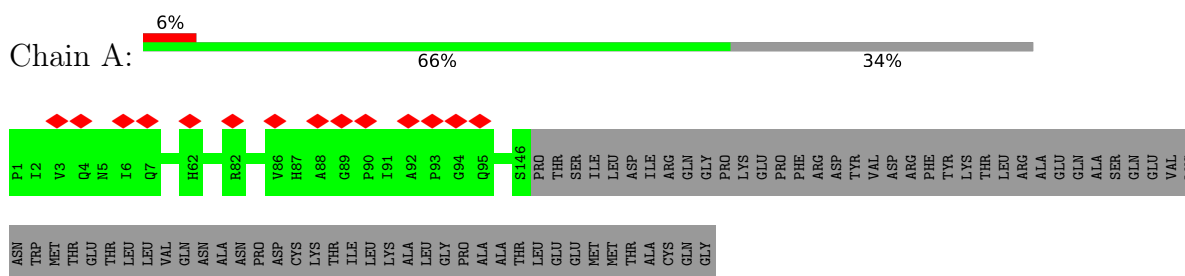 6%
Chain A:
66% 34%
P1 I2 V3 Q4 N5 I6 Q7 H62 R82 V86 H87 A88 G89 P90 I91 A92 P93 G94 Q95 S146 PRO THR SER ILE LEU ASP ILE ARG GLN GLY PRO LYS GLU PRO PHE ARG ASP TYR VAL ASP ARG PHE TYR LYS THR LEU ARG ALA GLU GLN ALA SER GLN GLU VAL
ASN TRP MET THR GLU THR LEU LEU VAL GLN ASN ALA ASN PRO ASP CYS LYS THR ILE LEU LYS ALA LEU GLY PRO ALA ALA THR LEU GLU GLU MET MET THR ALA CYS GLN GLY